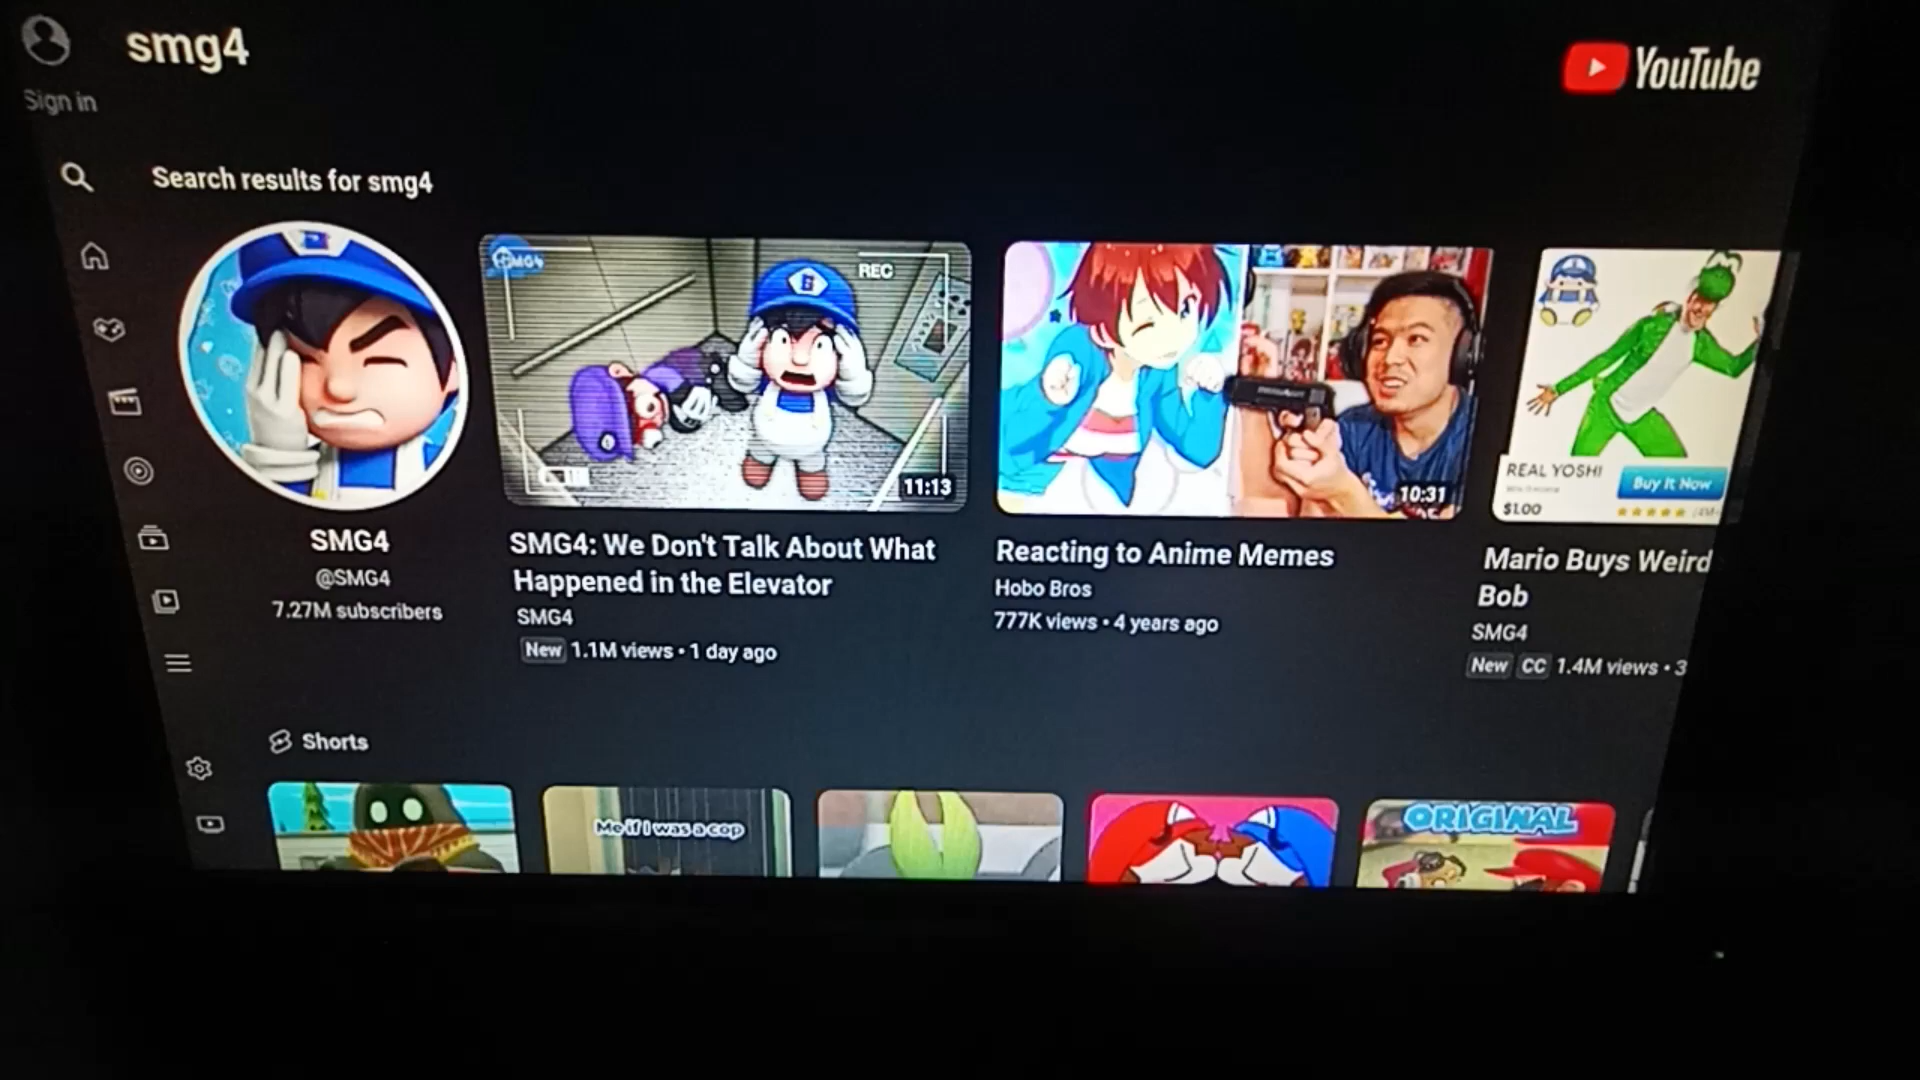 smg4
YouTube
Sign in
Search results for smg4
SMG4
REC
11:13
10:31
REAL YOSHI
Buy It Now
$1.00
SMG4
@SMG4
7.27M subscribers
SMG4: We Don't Talk About What
Happened in the Elevator
SMG4
New 1.1M views • 1 day ago
Reacting to Anime Memes
Hobo Bros
777K views • 4 years ago
Mario Buys Weird
Bob
SMG4
New CC 1.4M views • 3
Shorts
Me if I was a cop
ORIGINAL